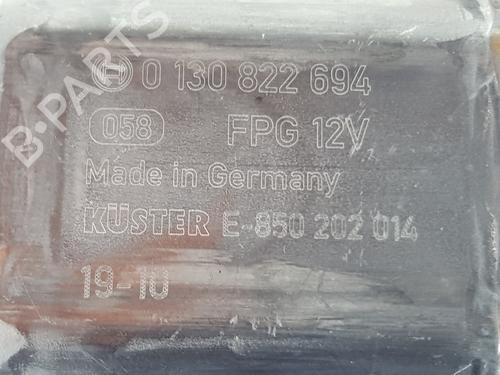 0 130 822 694
058 FPG 12V
Made in Germany
KÜSTER E-850 202 014
19-10
B-PARTS